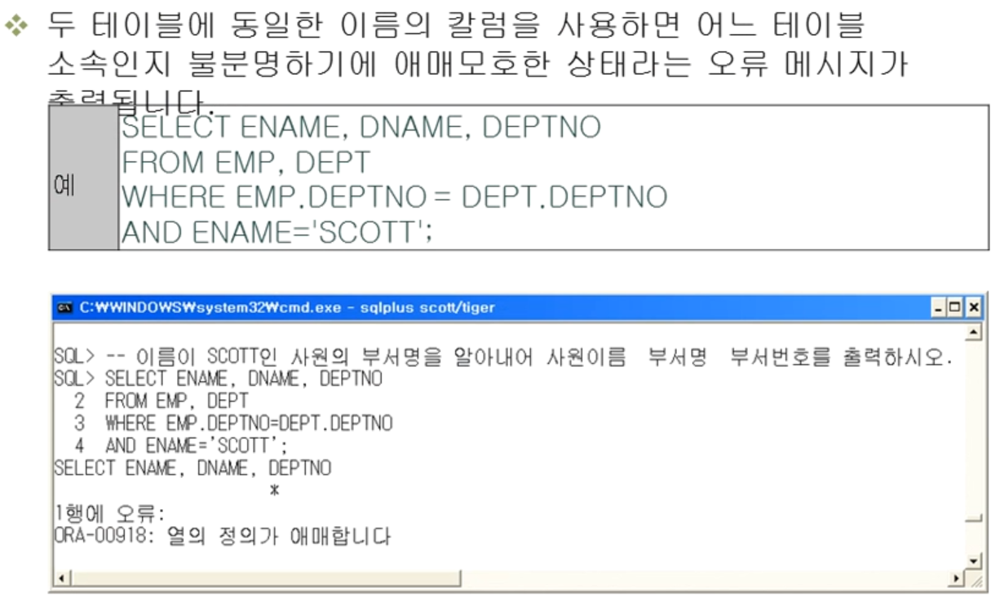 ❖ 두 테이블에 동일한 이름의 칼럼을 사용하면 어느 테이블
소속인지 불분명하기에 애매모호한 상태라는 오류 메시지가
출력됩니다.
예
SELECT ENAME, DNAME, DEPTNO
FROM EMP, DEPT
WHERE EMP.DEPTNO = DEPT.DEPTNO
AND ENAME='SCOTT';
C:₩WINDOWS₩system32₩cmd.exe - sqlplus scott/tiger
SQL> -- 이름이 SCOTT인 사원의 부서명을 알아내어 사원이름 부서명 부서번호를 출력하시오.
SQL> SELECT ENAME, DNAME, DEPTNO
2 FROM EMP, DEPT
3 WHERE EMP.DEPTNO=DEPT.DEPTNO
4 AND ENAME='SCOTT';
SELECT ENAME, DNAME, DEPTNO
*
1행에 오류:
ORA-00918: 열의 정의가 애매합니다